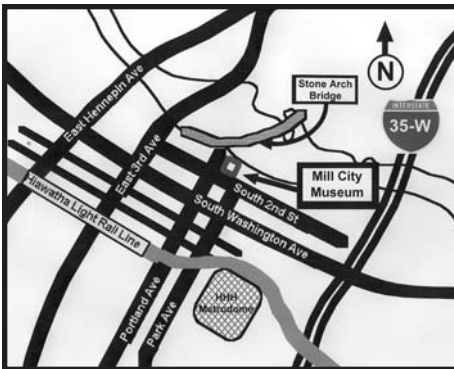 East Hennepin Ave
East 3rd Ave
Stone Arch
Bridge
N
INTERSTATE
35-W
Mill City
Museum
South 2nd St
South Washington Ave
Hiawatha Light Rail Line
HHH
Metrodome
Portland Ave
Park Ave